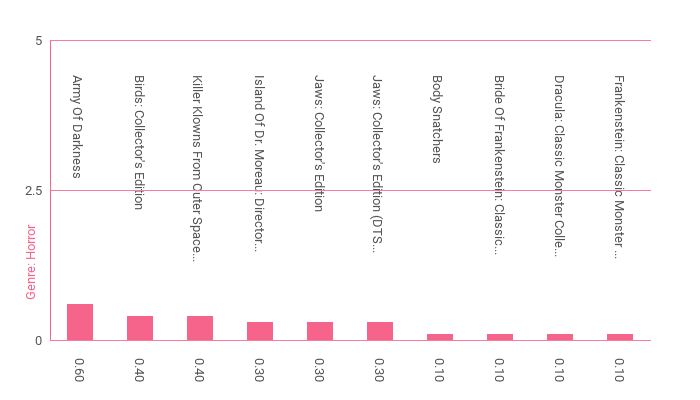 5
2.5
0
Genre: Horror
Army Of Darkness
Birds: Collector's Edition
Killer Klowns From Outer Space...
Island Of Dr. Moreau: Director...
Jaws: Collector's Edition
Jaws: Collector's Edition (DTS...
Body Snatchers
Bride Of Frankenstein: Classic...
Dracula: Classic Monster Colle...
Frankenstein: Classic Monster ...
0.60
0.40
0.40
0.30
0.30
0.30
0.10
0.10
0.10
0.10